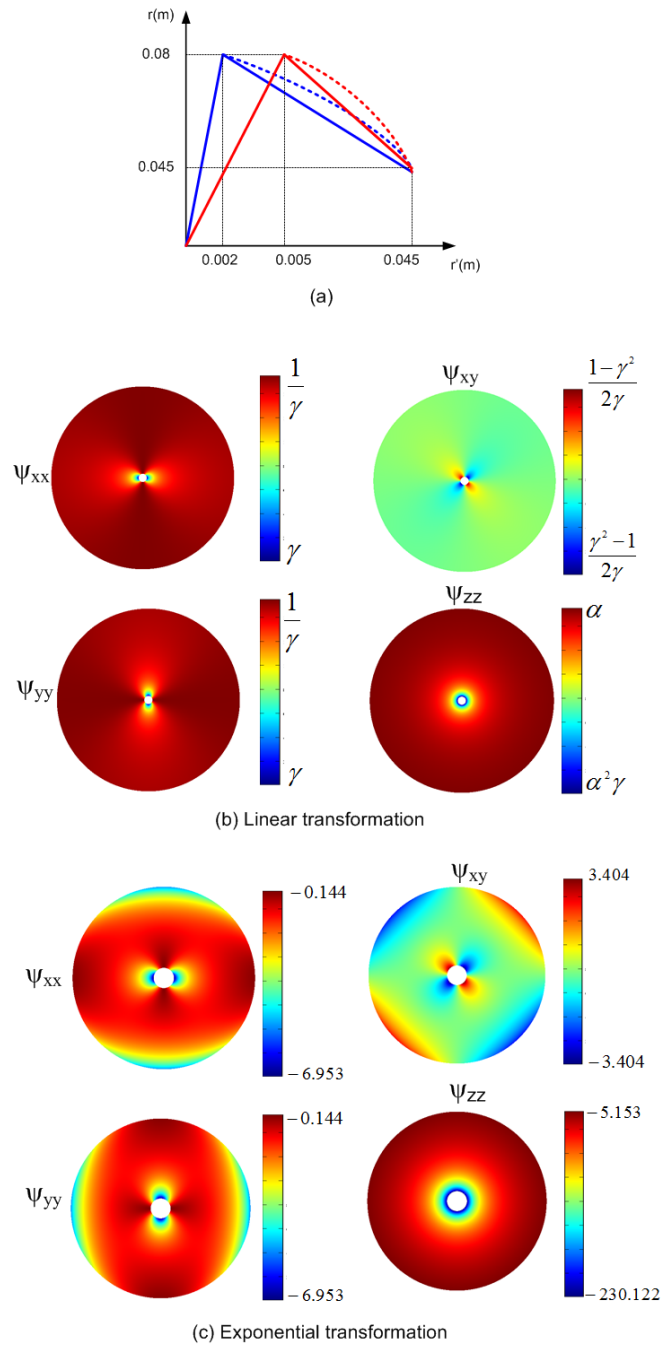 r(m)
0.08
0.045
0.002
0.005
0.045
r'(m)
(a)
ψxx
1/γ
γ
ψxy
1−γ²/2γ
γ²−1/2γ
ψyy
1/γ
γ
ψzz
α
α²γ
(b) Linear transformation
ψxx
−0.144
−6.953
ψxy
3.404
−3.404
ψyy
−0.144
−6.953
ψzz
−5.153
−230.122
(c) Exponential transformation